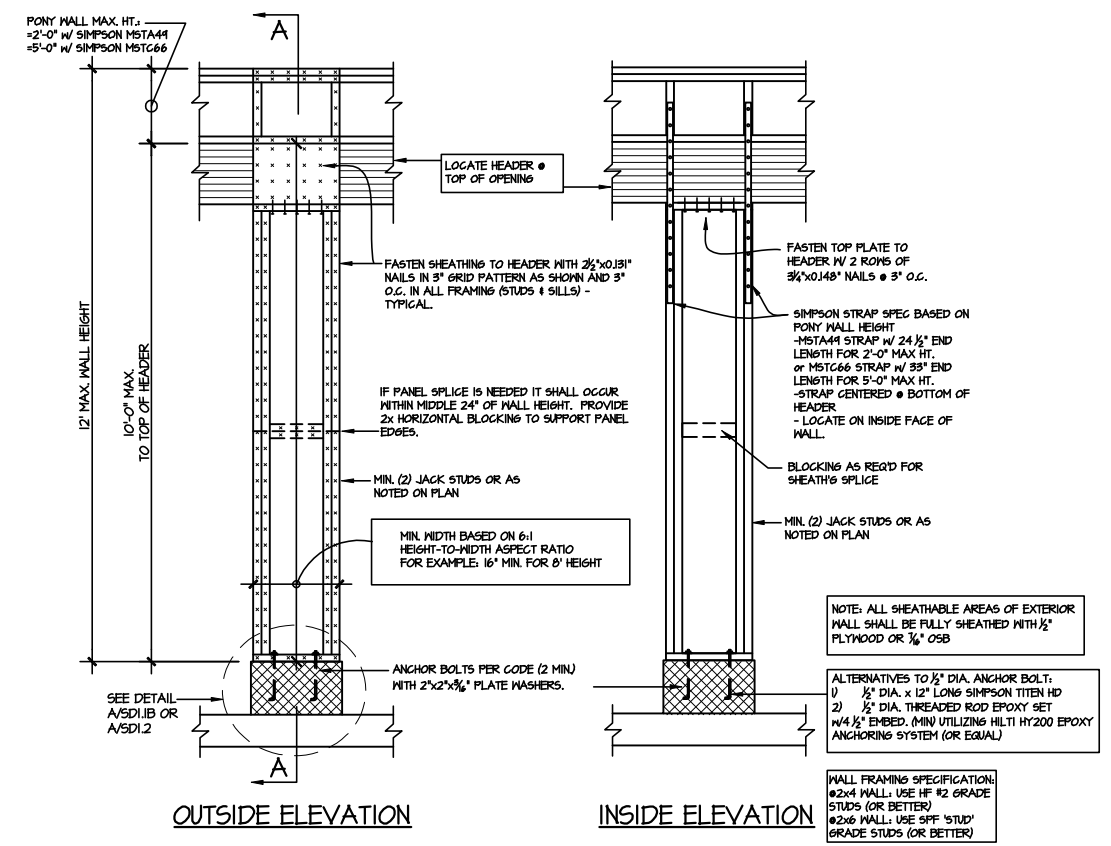 PONY WALL MAX. HT.:
=2'-0" W/ SIMPSON MSTA49
=5'-0" W/ SIMPSON MSTC66
A
12' MAX. WALL HEIGHT
10'-0" MAX.
TO TOP OF HEADER
LOCATE HEADER @
TOP OF OPENING
FASTEN SHEATHING TO HEADER WITH 2½"x0.131"
NAILS IN 3" GRID PATTERN AS SHOWN AND 3"
O.C. IN ALL FRAMING (STUDS & SILLS) -
TYPICAL.
IF PANEL SPLICE IS NEEDED IT SHALL OCCUR
WITHIN MIDDLE 24" OF WALL HEIGHT. PROVIDE
2x HORIZONTAL BLOCKING TO SUPPORT PANEL
EDGES.
MIN. (2) JACK STUDS OR AS
NOTED ON PLAN
MIN. WIDTH BASED ON 6:1
HEIGHT-TO-WIDTH ASPECT RATIO
FOR EXAMPLE: 16" MIN. FOR 8' HEIGHT
ANCHOR BOLTS PER CODE (2 MIN.)
WITH 2"x2"x3/16" PLATE WASHERS.
SEE DETAIL
A/SD1.1B OR
A/SD1.2
A
OUTSIDE ELEVATION
FASTEN TOP PLATE TO
HEADER W/ 2 ROWS OF
3¼"x0.148" NAILS @ 3" O.C.
SIMPSON STRAP SPEC BASED ON
PONY WALL HEIGHT
-MSTA49 STRAP W/ 24 ½" END
LENGTH FOR 2'-0" MAX HT.
or MSTC66 STRAP W/ 33" END
LENGTH FOR 5'-0" MAX HT.
-STRAP CENTERED @ BOTTOM OF
HEADER
- LOCATE ON INSIDE FACE OF
WALL.
BLOCKING AS REQ'D FOR
SHEATH'G SPLICE
MIN. (2) JACK STUDS OR AS
NOTED ON PLAN
NOTE: ALL SHEATHABLE AREAS OF EXTERIOR
WALL SHALL BE FULLY SHEATHED WITH ½"
PLYWOOD OR 7/16" OSB
ALTERNATIVES TO ½" DIA. ANCHOR BOLT:
1) ½" DIA. x 12" LONG SIMPSON TITEN HD
2) ½" DIA. THREADED ROD EPOXY SET
W/4 ½" EMBED. (MIN) UTILIZING HILTI HY200 EPOXY
ANCHORING SYSTEM (OR EQUAL)
INSIDE ELEVATION
WALL FRAMING SPECIFICATION:
@2x4 WALL: USE HF #2 GRADE
STUDS (OR BETTER)
@2x6 WALL: USE SPF 'STUD'
GRADE STUDS (OR BETTER)